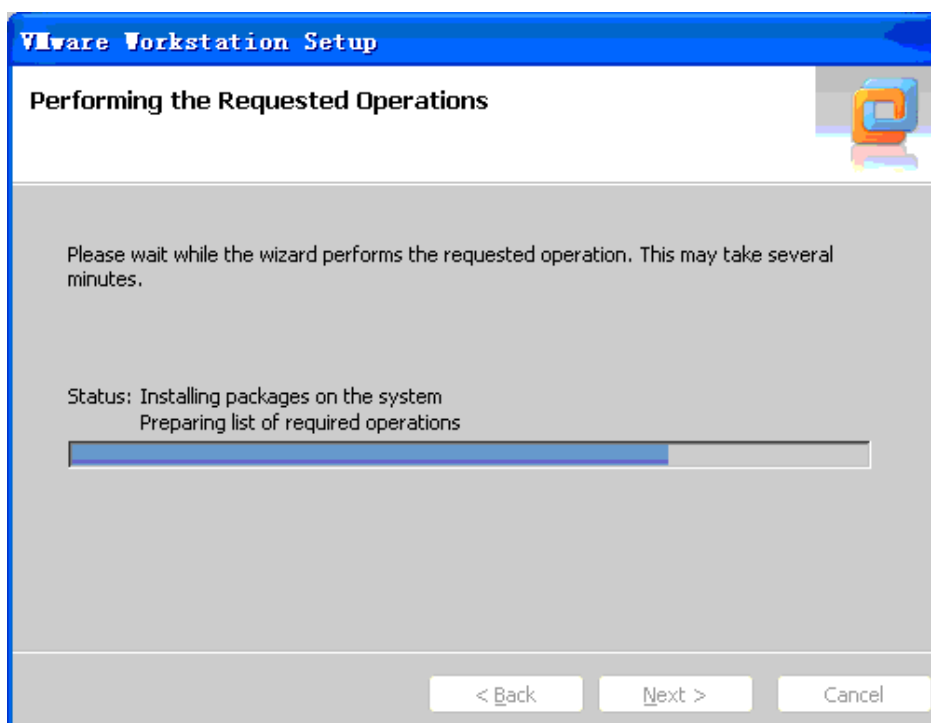 VMware Workstation Setup
Performing the Requested Operations
Please wait while the wizard performs the requested operation. This may take several
minutes.
Status: Installing packages on the system
Preparing list of required operations
< Back
Next >
Cancel